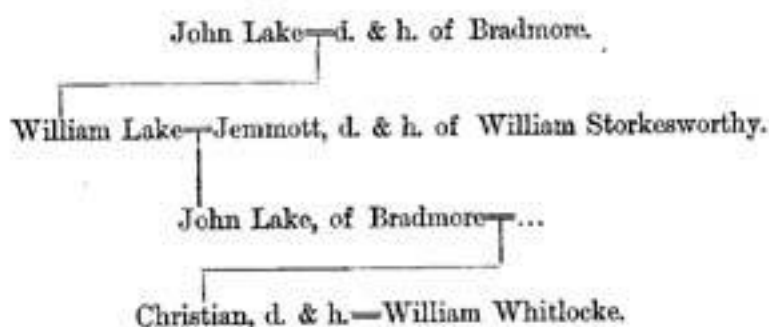 John Lake═d. & h. of Bradmore.
William Lake═Jemmott, d. & h. of William Storkesworthy.
John Lake, of Bradmore═...
Christian, d. & h.═William Whitlocke.